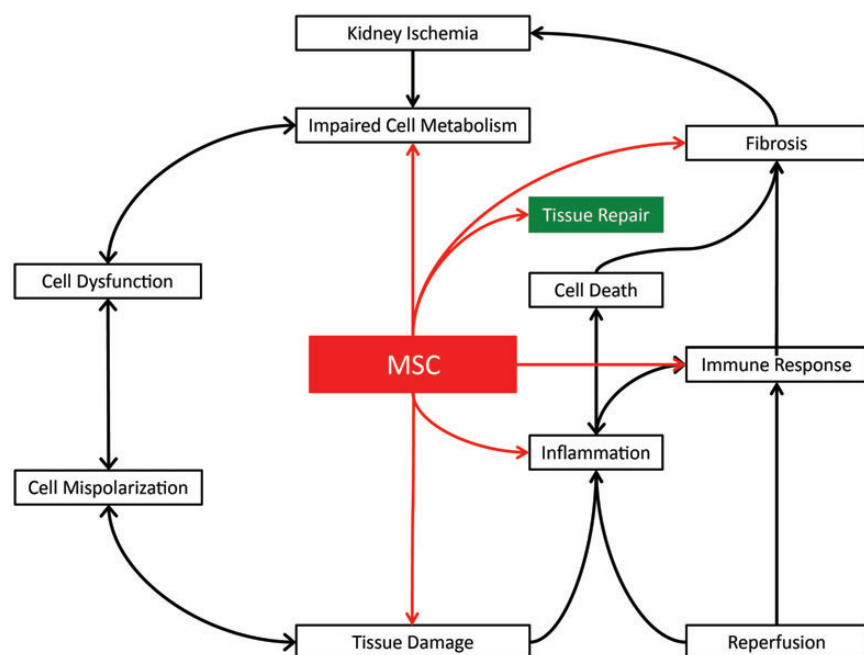 Kidney Ischemia
Impaired Cell Metabolism
Fibrosis
Tissue Repair
Cell Dysfunction
Cell Death
MSC
Immune Response
Inflammation
Cell Mispolarization
Tissue Damage
Reperfusion